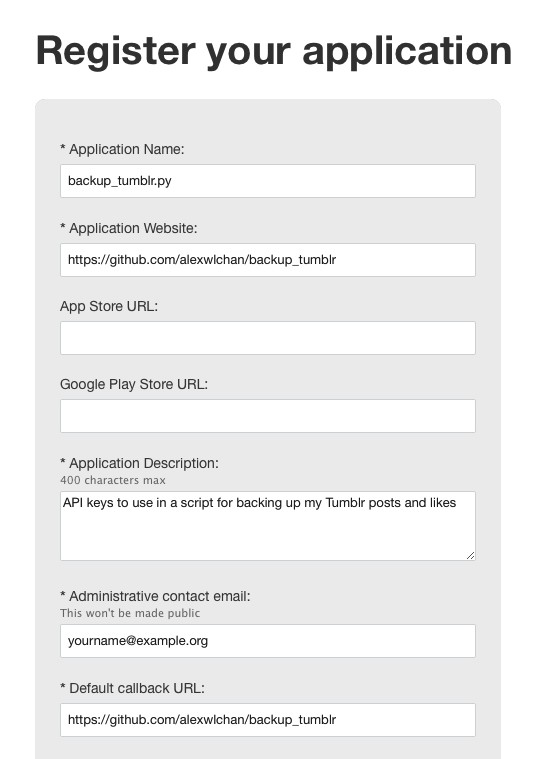 Register your application
* Application Name:
backup_tumblr.py
* Application Website:
https://github.com/alexwlchan/backup_tumblr
App Store URL:
Google Play Store URL:
* Application Description:
400 characters max
API keys to use in a script for backing up my Tumblr posts and likes
* Administrative contact email:
This won't be made public
yourname@example.org
* Default callback URL:
https://github.com/alexwlchan/backup_tumblr